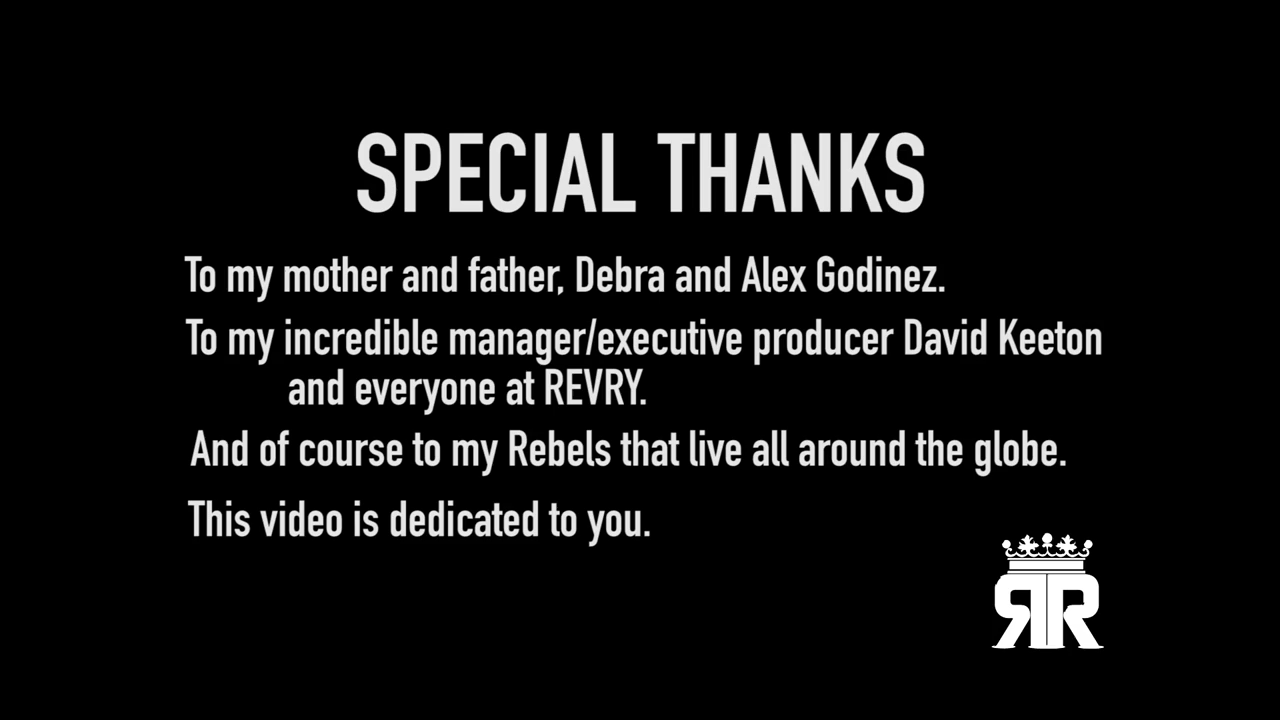 SPECIAL THANKS
To my mother and father, Debra and Alex Godinez.
To my incredible manager/executive producer David Keeton
and everyone at REVRY.
And of course to my Rebels that live all around the globe.
This video is dedicated to you.
RR